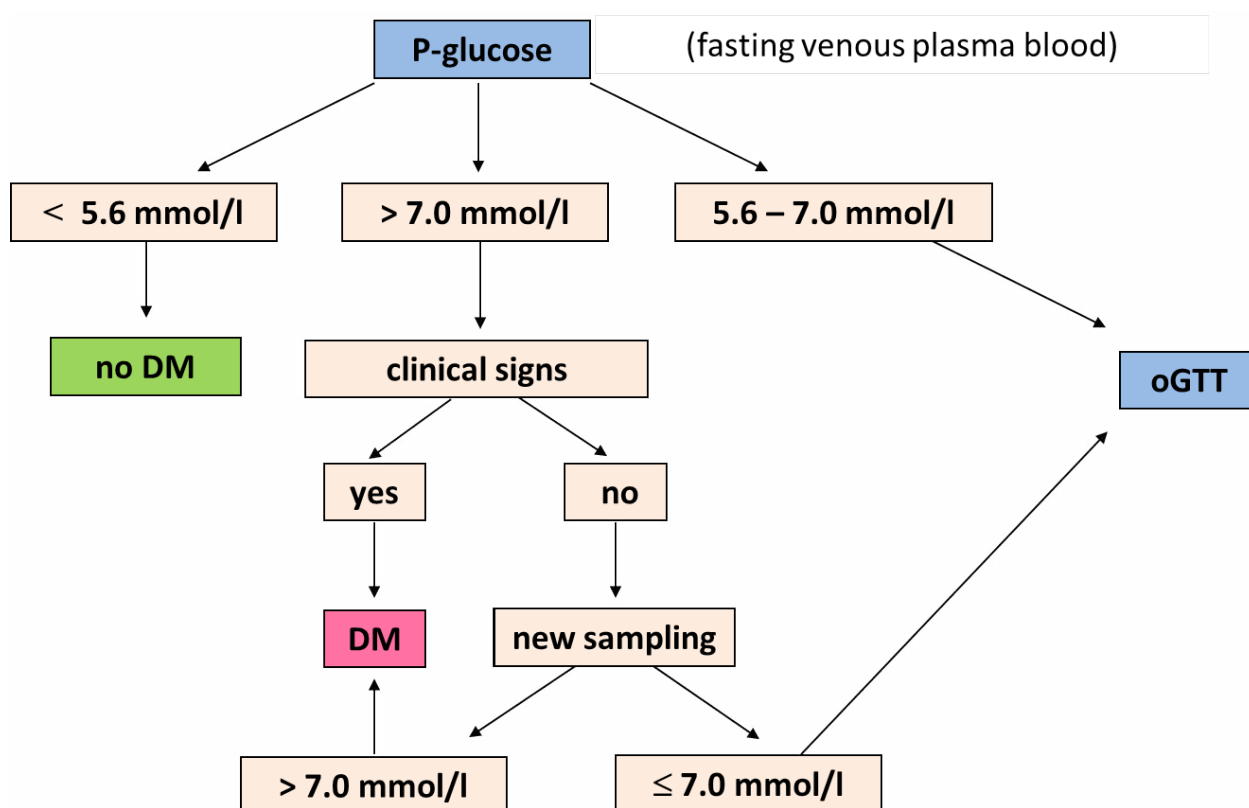 P-glucose
(fasting venous plasma blood)
< 5.6 mmol/l
> 7.0 mmol/l
5.6 – 7.0 mmol/l
no DM
clinical signs
oGTT
yes
no
DM
new sampling
> 7.0 mmol/l
≤ 7.0 mmol/l